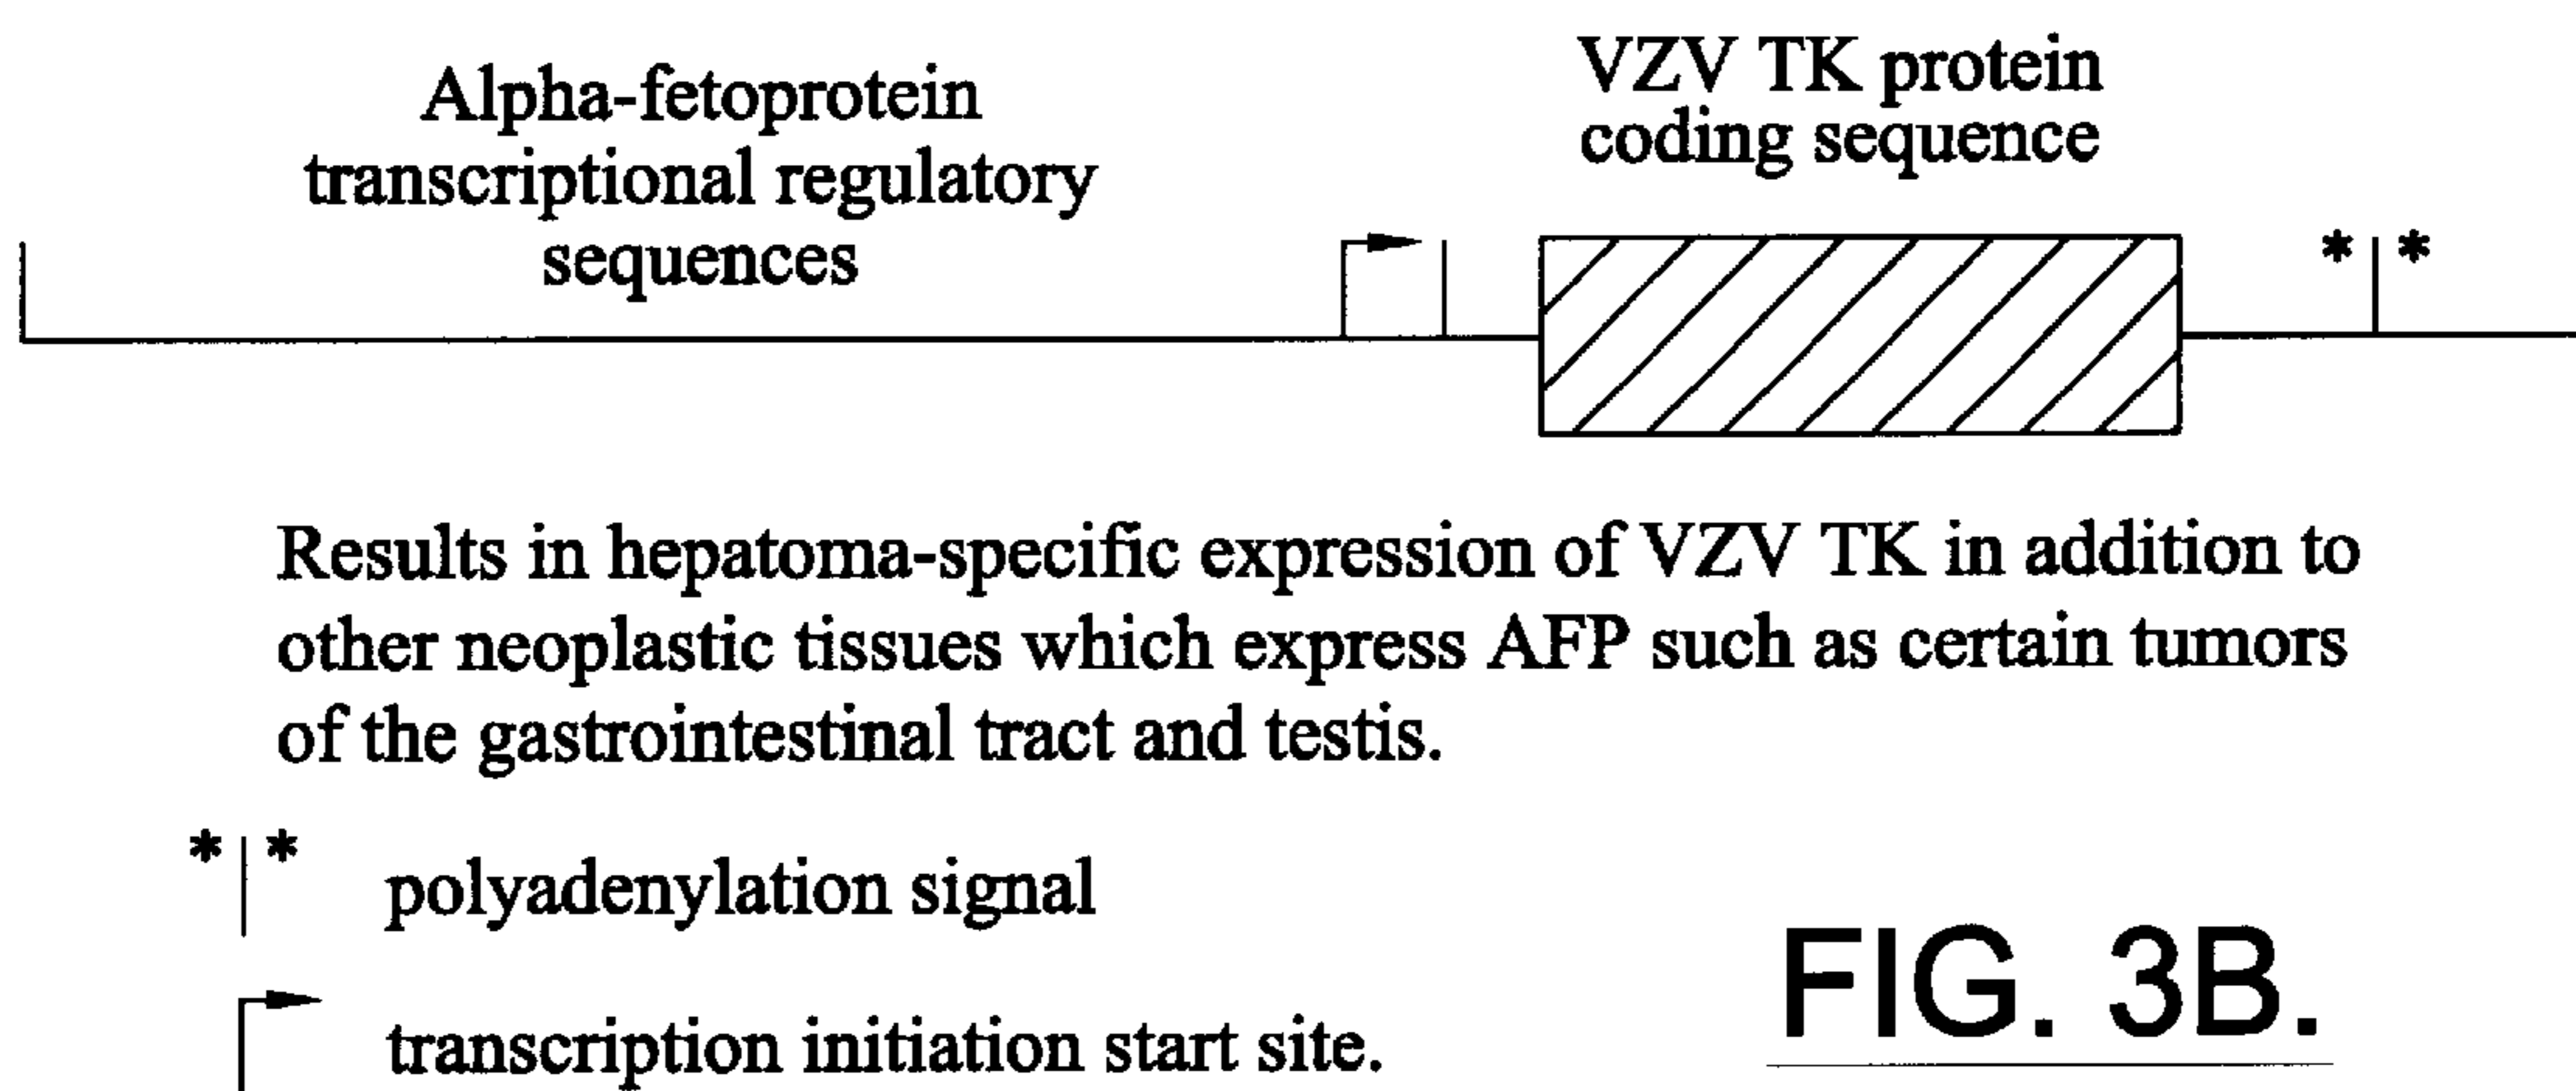 Alpha-fetoprotein
transcriptional regulatory
sequences
VZV TK protein
coding sequence
* | *
Results in hepatoma-specific expression of VZV TK in addition to
other neoplastic tissues which express AFP such as certain tumors
of the gastrointestinal tract and testis.
* | * polyadenylation signal
transcription initiation start site.
FIG. 3B.